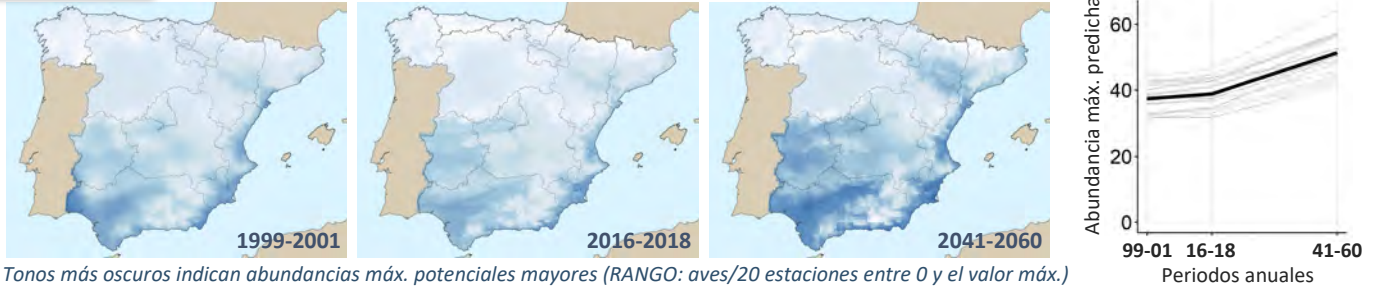 1999-2001
2016-2018
2041-2060
Tonos más oscuros indican abundancias máx. potenciales mayores (RANGO: aves/20 estaciones entre 0 y el valor máx.)
Abundancia máx. predicha
60
40
20
0
99-01 16-18 41-60
Periodos anuales